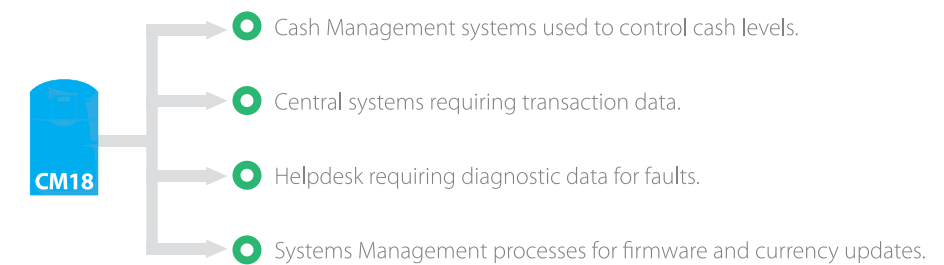 Cash Management systems used to control cash levels.
Central systems requiring transaction data.
CM18
Helpdesk requiring diagnostic data for faults.
Systems Management processes for firmware and currency updates.